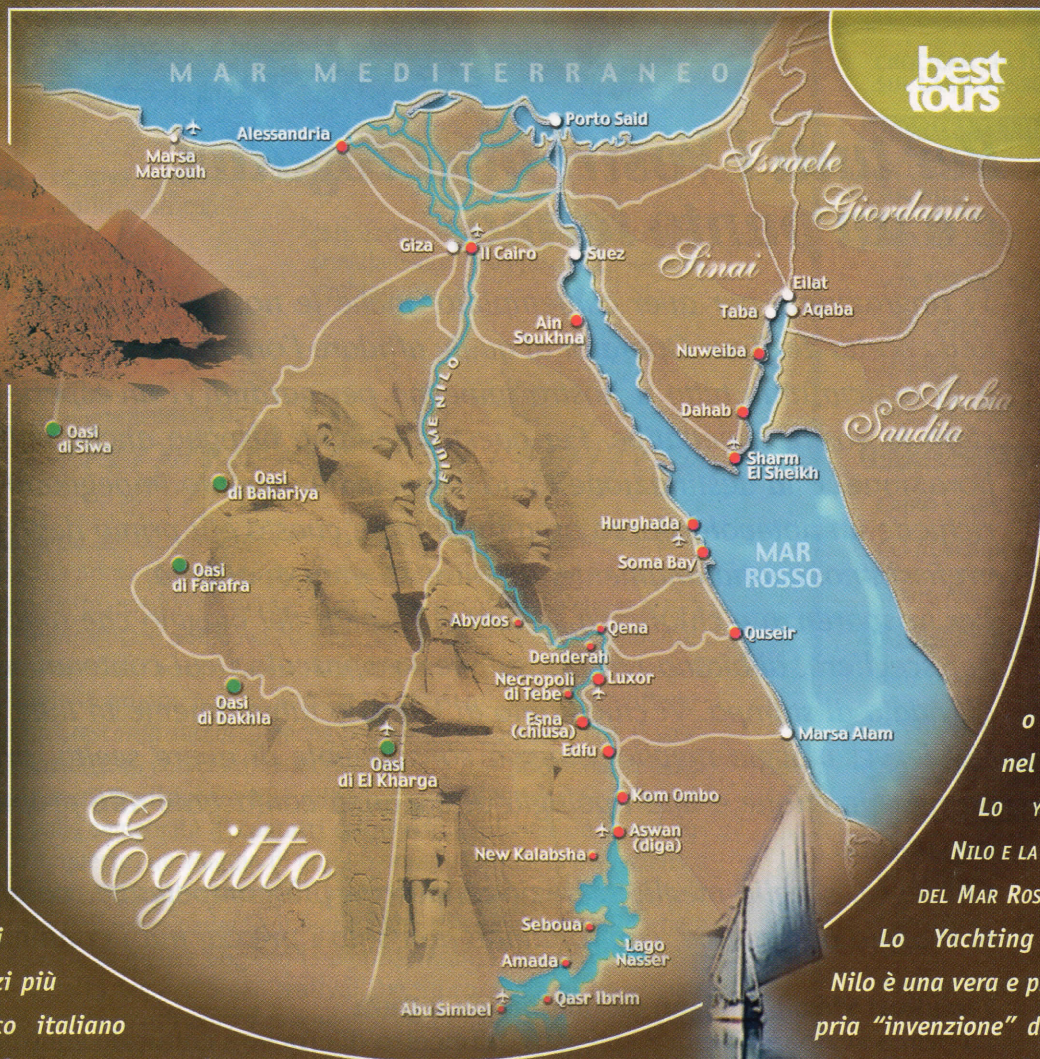 MAR MEDITERRANEO
best
tours
Porto Said
Alessandria
Marsa
Matrouh
Israele
Giordania
Giza
Il Cairo
Suez
Sinai
Eilat
Taba
Aqaba
Ain
Soukhna
Nuweiba
FIUME NILO
Dahab
Arabia
Saudita
Oasi
di Siwa
Sharm
El Sheikh
Oasi
di Bahariya
Hurghada
Soma Bay
MAR
ROSSO
Oasi
di Farafra
Abydos
Qena
Quseir
Denderah
Necropoli
di Tebe
Luxor
Oasi
di Dakhla
Esna
(chiusa)
Marsa Alam
Edfu
Oasi
di El Kharga
Kom Ombo
Aswan
(diga)
New Kalabsha
Egitto
Seboua
Lago
Nasser
Amada
Qasr Ibrim
Abu Simbel
o
nel
Lo Y
NILO E LA
DEL MAR ROS
Lo Yachting
Nilo è una vera e p
pria “invenzione” d
i
zi più
co italiano